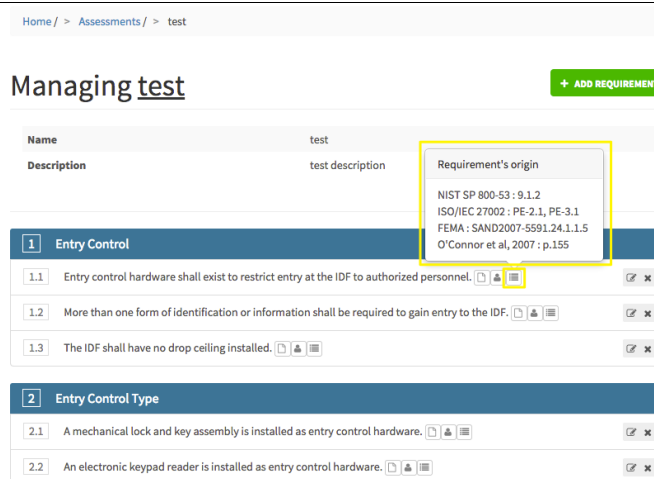 Home / > Assessments / > test
Managing test
+ ADD REQUIREMEN
Name test
Description test description
Requirement's origin
NIST SP 800-53 : 9.1.2
ISO/IEC 27002 : PE-2.1, PE-3.1
FEMA : SAND2007-5591.24.1.1.5
O'Connor et al, 2007 : p.155
1 Entry Control
1.1 Entry control hardware shall exist to restrict entry at the IDF to authorized personnel.
1.2 More than one form of identification or information shall be required to gain entry to the IDF.
1.3 The IDF shall have no drop ceiling installed.
2 Entry Control Type
2.1 A mechanical lock and key assembly is installed as entry control hardware.
2.2 An electronic keypad reader is installed as entry control hardware.